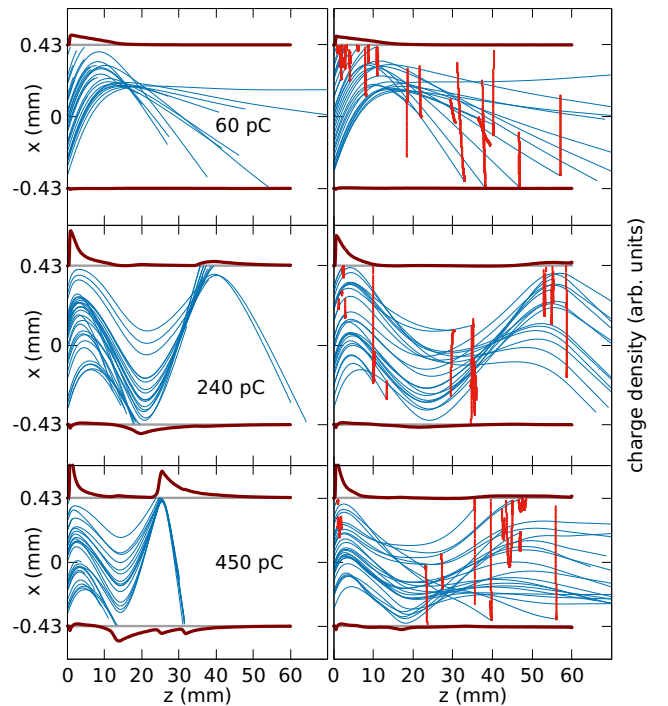 0.43
x (mm)
0
-0.43
60 pC
0.43
x (mm)
0
-0.43
240 pC
0.43
x (mm)
0
-0.43
450 pC
0 10 20 30 40 50 60
0 10 20 30 40 50 60
z (mm)
z (mm)
charge density (arb. units)